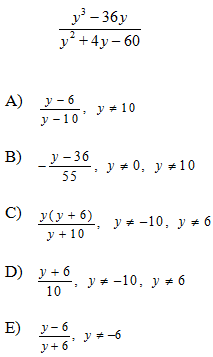 y³ − 36y
y² + 4y − 60
A) y − 6 / y − 10, y ≠ 10
B) − y − 36 / 55, y ≠ 0, y ≠ 10
C) y(y + 6) / y + 10, y ≠ −10, y ≠ 6
D) y + 6 / 10, y ≠ −10, y ≠ 6
E) y − 6 / y + 6, y ≠ −6